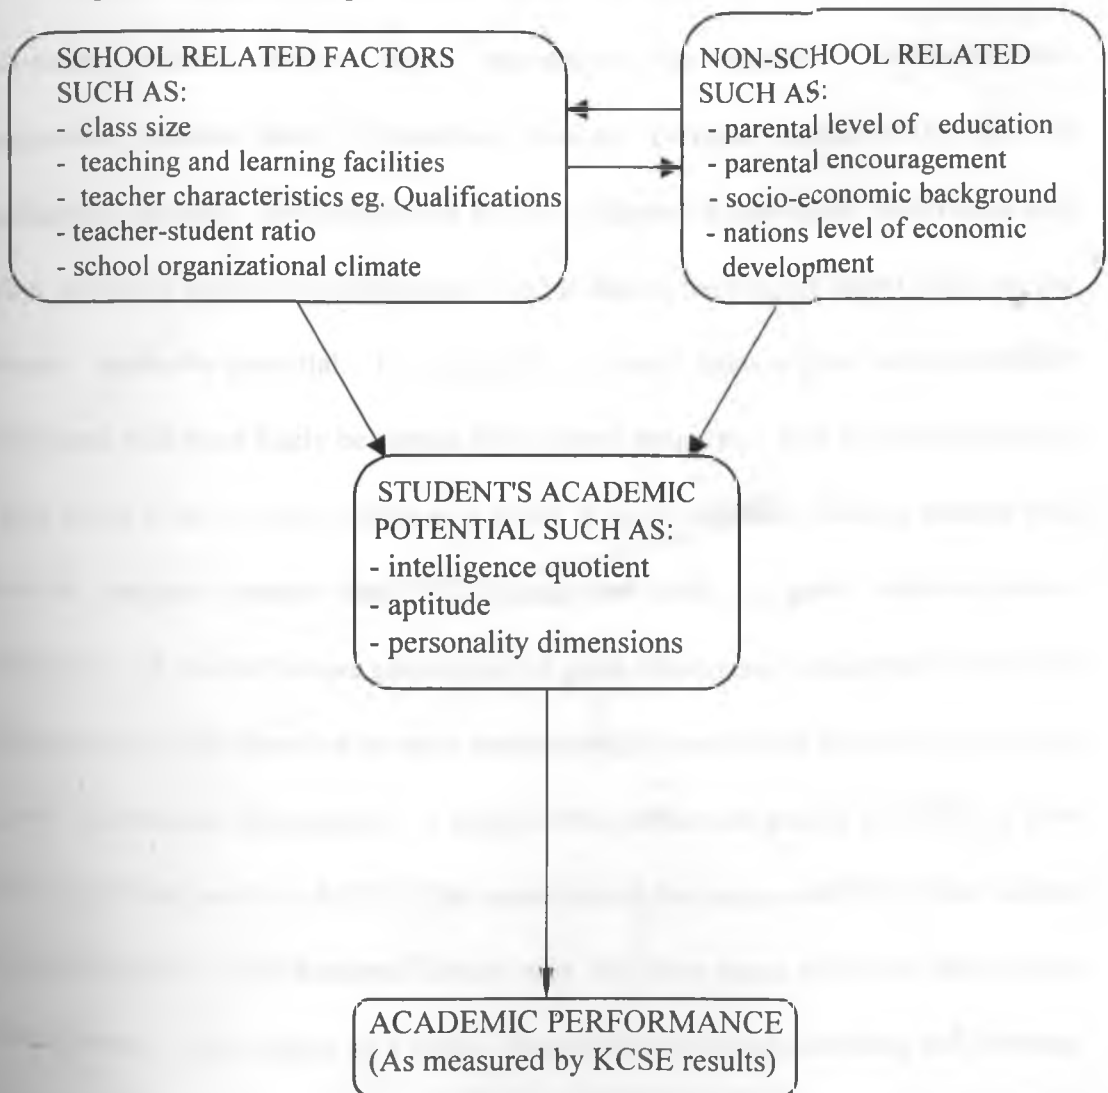 SCHOOL RELATED FACTORS
SUCH AS:
- class size
- teaching and learning facilities
- teacher characteristics eg. Qualifications
- teacher-student ratio
- school organizational climate
NON-SCHOOL RELATED
SUCH AS:
- parental level of education
- parental encouragement
- socio-economic background
- nations level of economic
development
STUDENT'S ACADEMIC
POTENTIAL SUCH AS:
- intelligence quotient
- aptitude
- personality dimensions
ACADEMIC PERFORMANCE
(As measured by KCSE results)